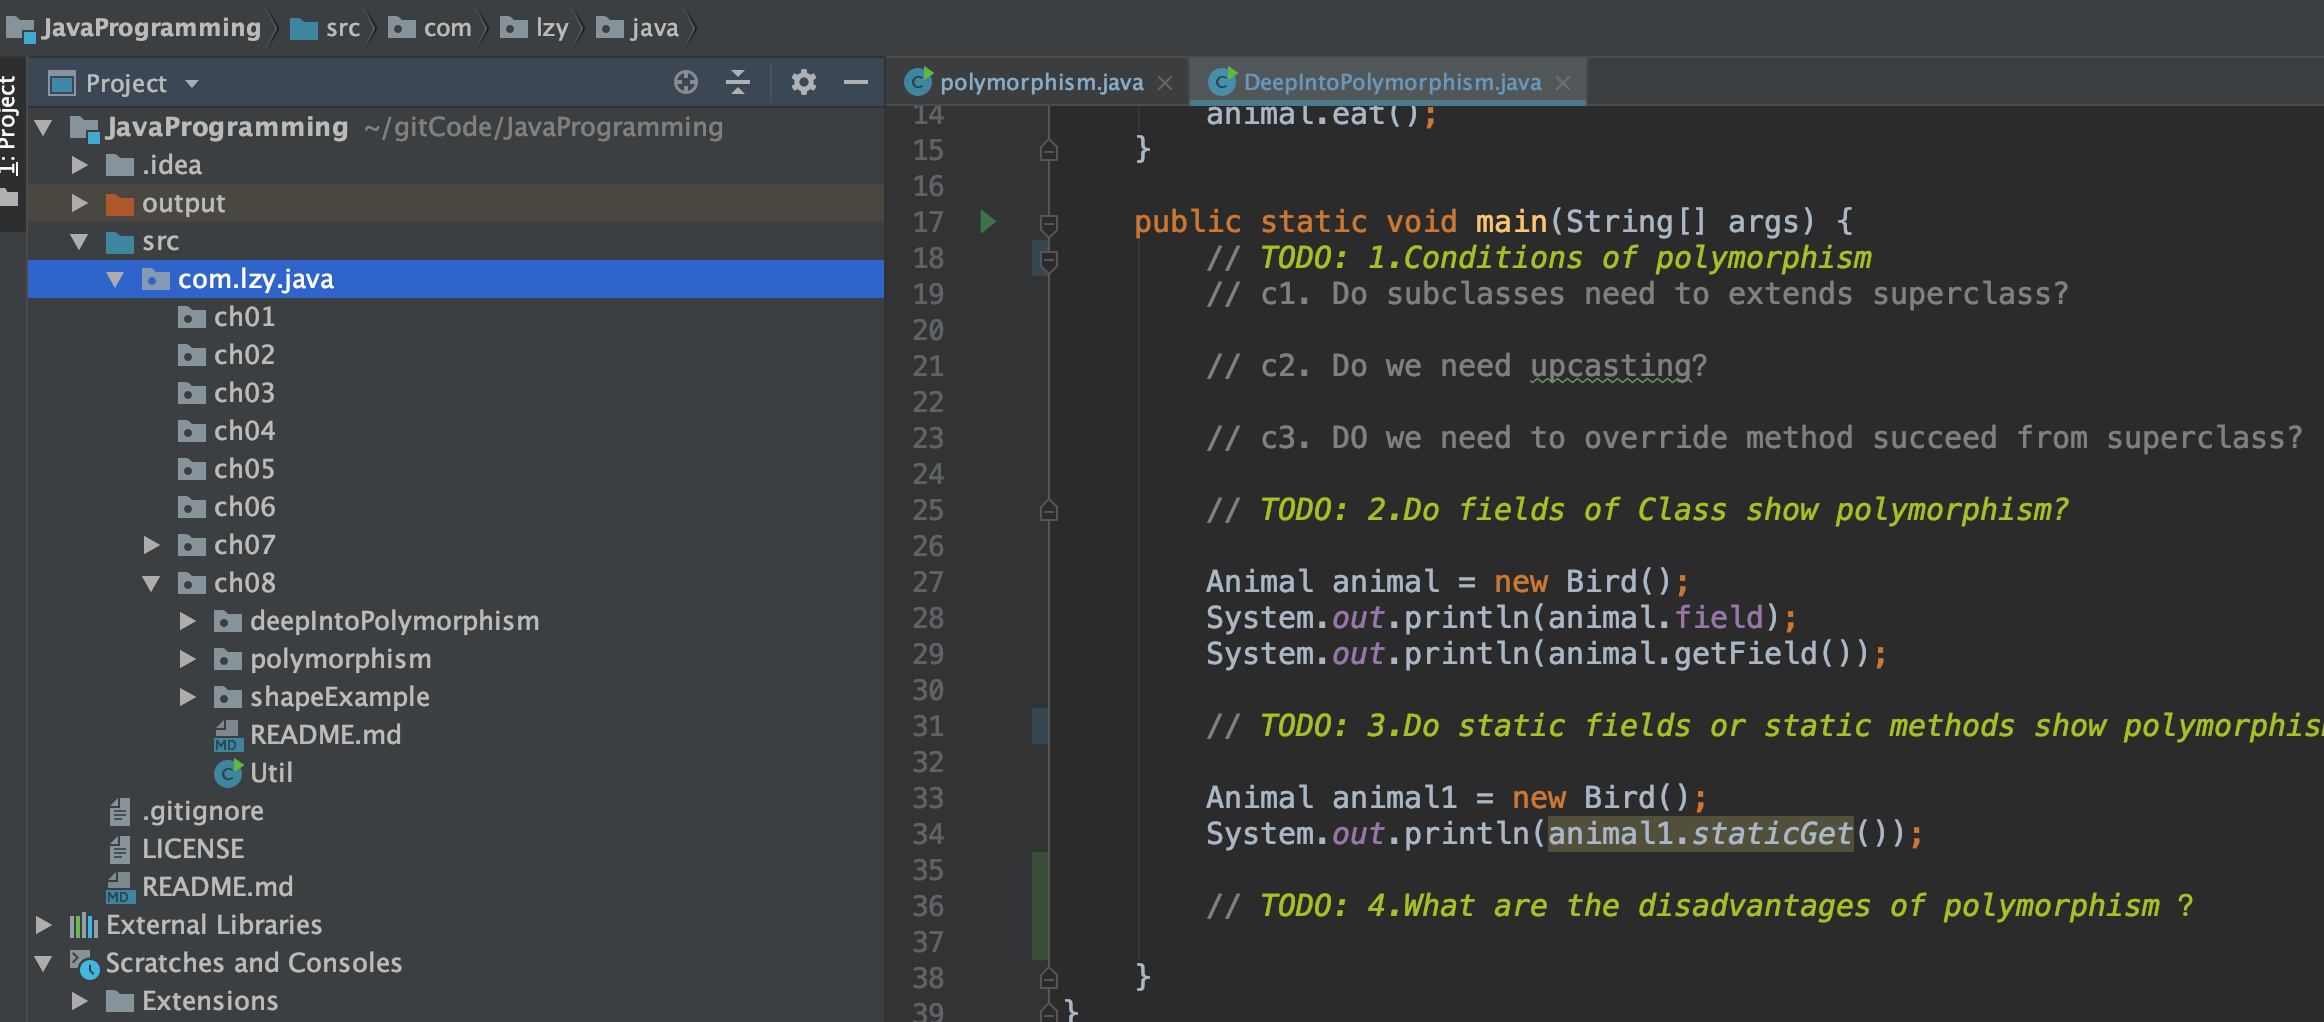 JavaProgramming src com lzy java
1: Project
Project
JavaProgramming ~/gitCode/JavaProgramming
.idea
output
src
com.lzy.java
ch01
ch02
ch03
ch04
ch05
ch06
ch07
ch08
deepIntoPolymorphism
polymorphism
shapeExample
README.md
Util
.gitignore
LICENSE
README.md
External Libraries
Scratches and Consoles
Extensions
polymorphism.java DeepIntoPolymorphism.java
14 animal.eat();
15 }
16
17 public static void main(String[] args) {
18 // TODO: 1.Conditions of polymorphism
19 // c1. Do subclasses need to extends superclass?
20
21 // c2. Do we need upcasting?
22
23 // c3. DO we need to override method succeed from superclass?
24
25 // TODO: 2.Do fields of Class show polymorphism?
26
27 Animal animal = new Bird();
28 System.out.println(animal.field);
29 System.out.println(animal.getField());
30
31 // TODO: 3.Do static fields or static methods show polymorphis
32
33 Animal animal1 = new Bird();
34 System.out.println(animal1.staticGet());
35
36 // TODO: 4.What are the disadvantages of polymorphism ?
37
38 }
39 }